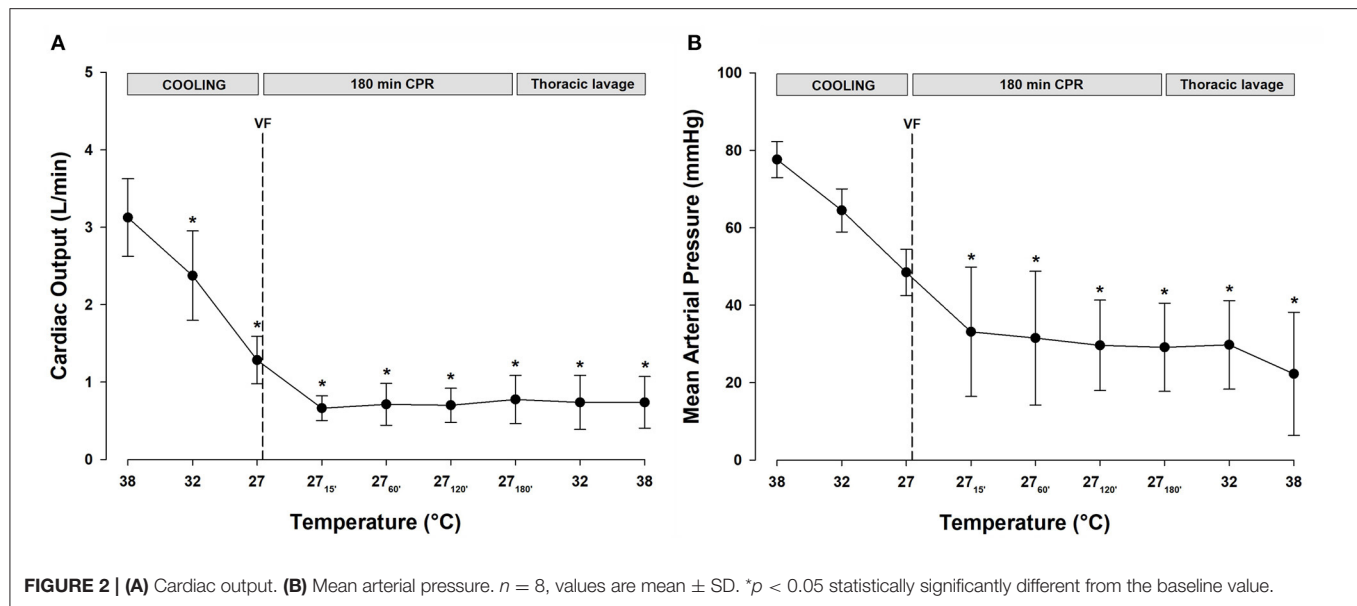 A
COOLING 180 min CPR Thoracic lavage
VF
5
4
3
2
1
0
Cardiac Output (L/min)
* * * * * * * *
38 32 27 27₁₅' 27₆₀' 27₁₂₀' 27₁₈₀' 32 38
Temperature (°C)
B
COOLING 180 min CPR Thoracic lavage
VF
100
80
60
40
20
0
Mean Arterial Pressure (mmHg)
* * * * * *
38 32 27 27₁₅' 27₆₀' 27₁₂₀' 27₁₈₀' 32 38
Temperature (°C)
FIGURE 2 | (A) Cardiac output. (B) Mean arterial pressure. n = 8, values are mean ± SD. *p < 0.05 statistically significantly different from the baseline value.